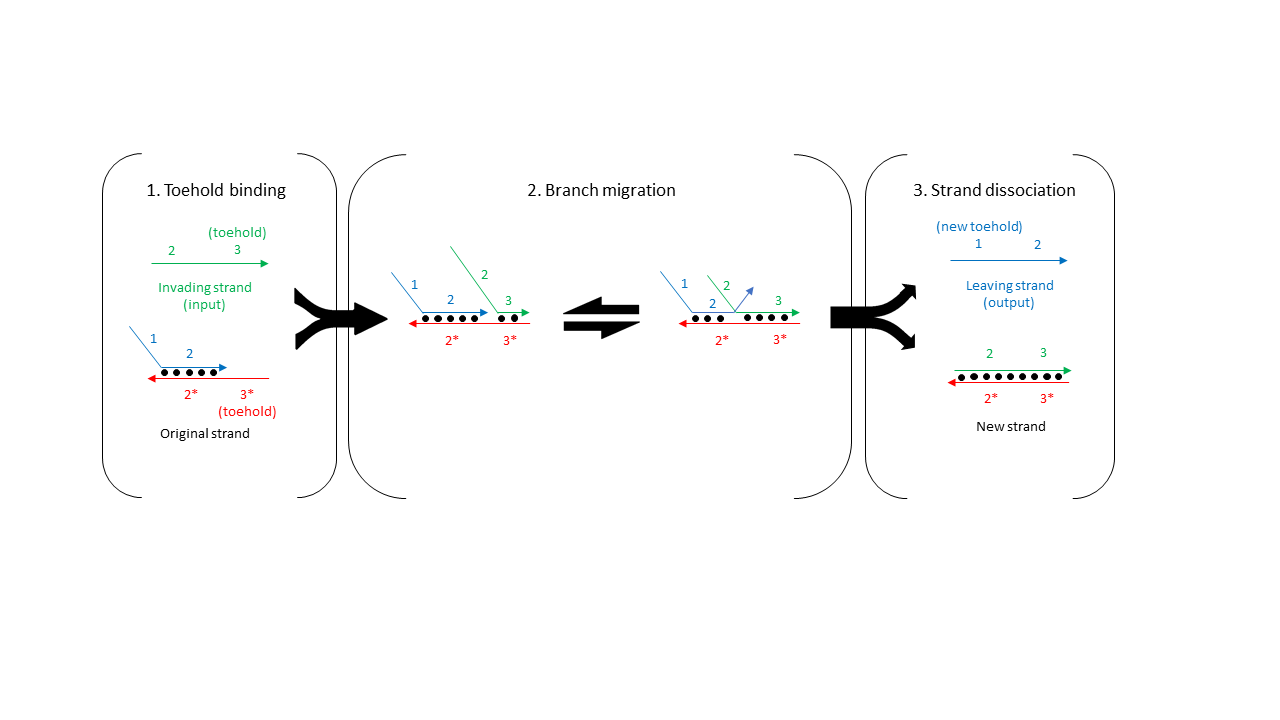 1. Toehold binding
(toehold)
2 3
Invading strand
(input)
1
2
2* 3*
(toehold)
Original strand
2. Branch migration
2
1
2 3
2* 3*
1 2
2 3
2* 3*
3. Strand dissociation
(new toehold)
1 2
Leaving strand
(output)
2 3
2* 3*
New strand